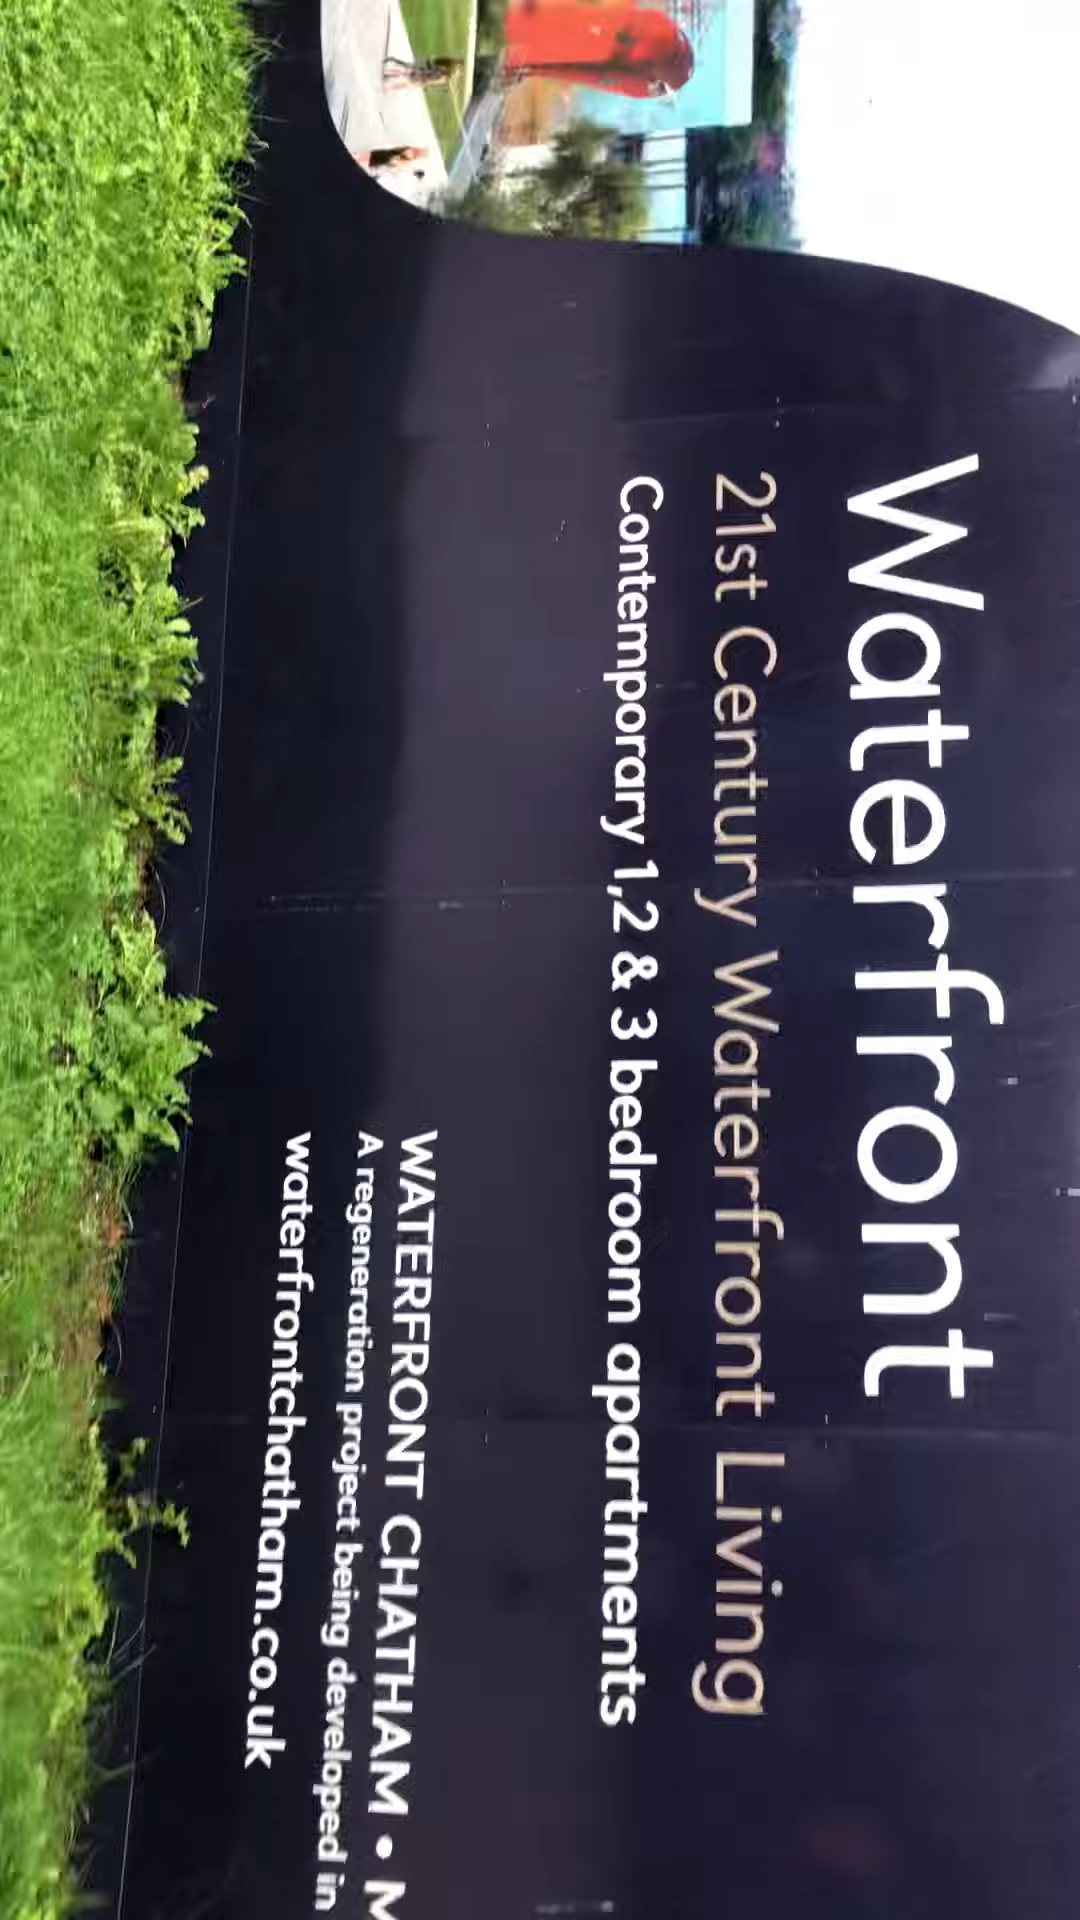 Waterfront
21st Century Waterfront Living
Contemporary 1,2 & 3 bedroom apartments
WATERFRONT CHATHAM • M
A regeneration project being developed in
waterfrontchatham.co.uk